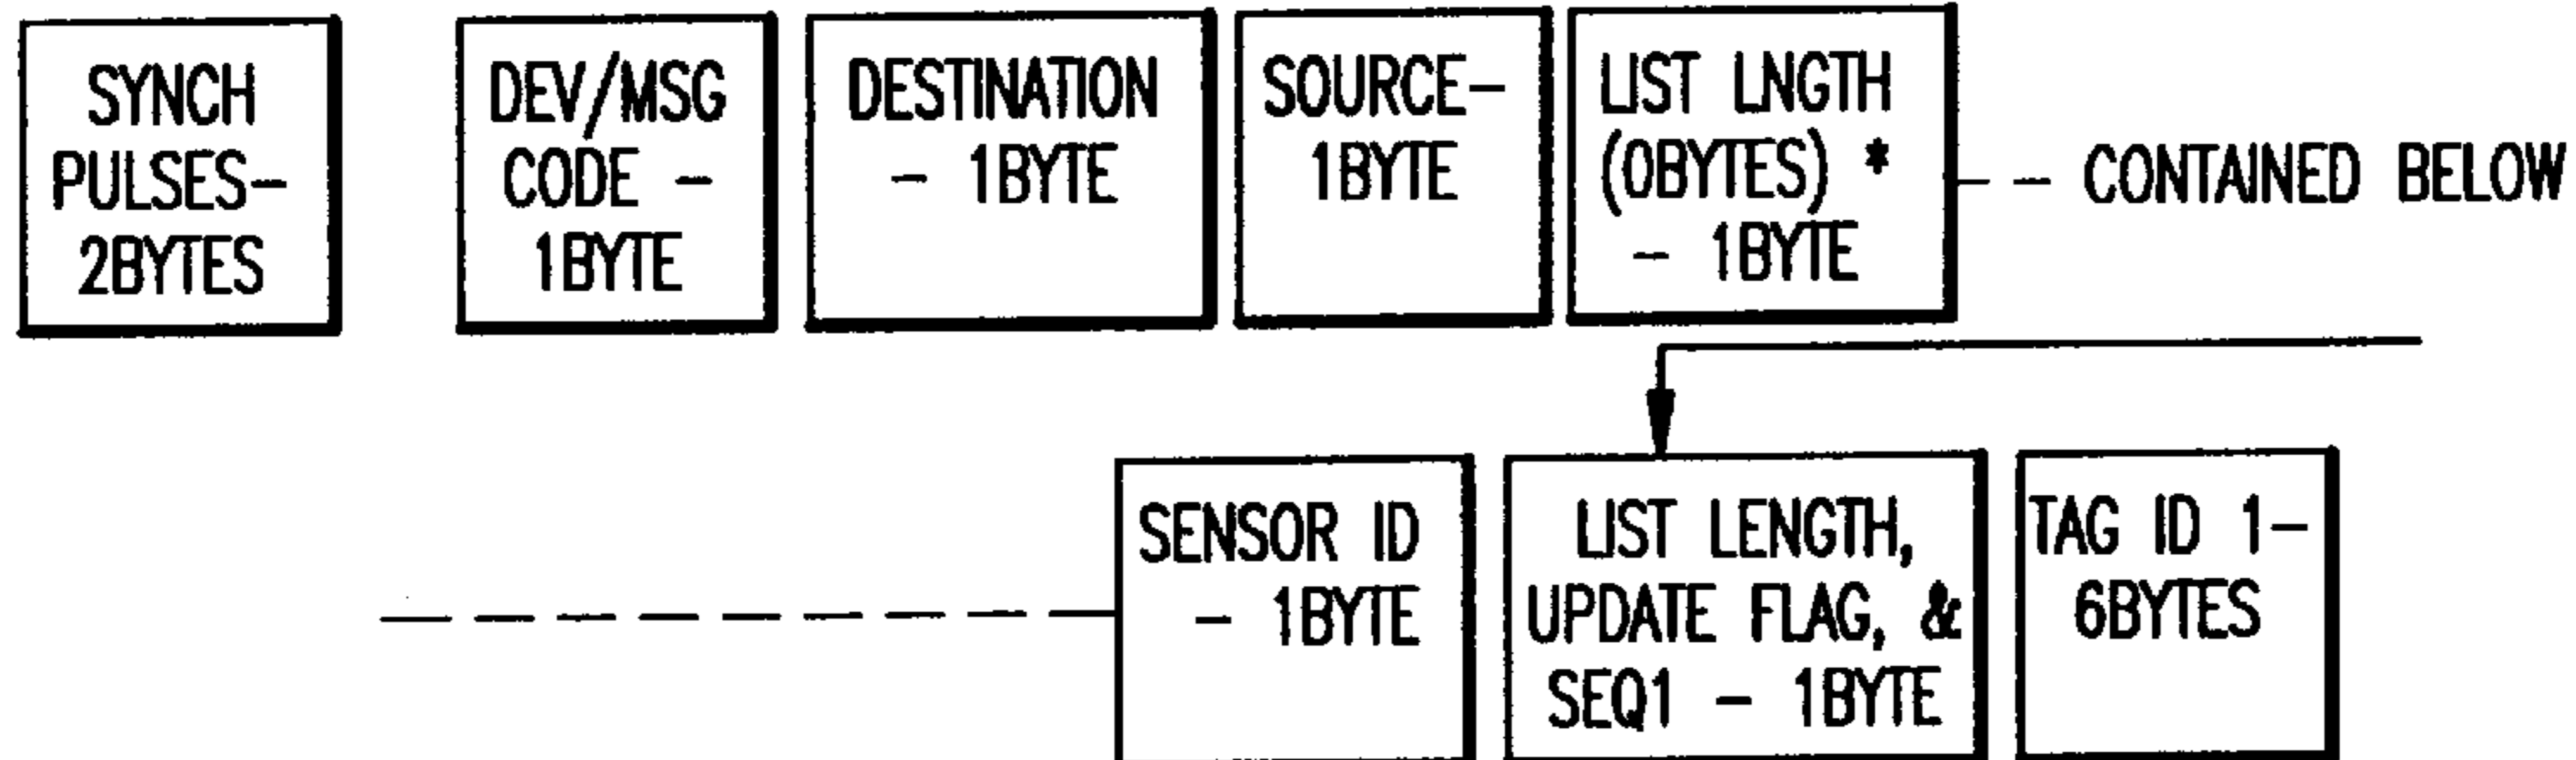 SYNCH
PULSES-
2BYTES
DEV/MSG
CODE -
1BYTE
DESTINATION
- 1BYTE
SOURCE-
1BYTE
LIST LNGTH
(0BYTES) *
- 1BYTE
- - CONTAINED BELOW
SENSOR ID
- 1BYTE
LIST LENGTH,
UPDATE FLAG, &
SEQ1 - 1BYTE
TAG ID 1-
6BYTES